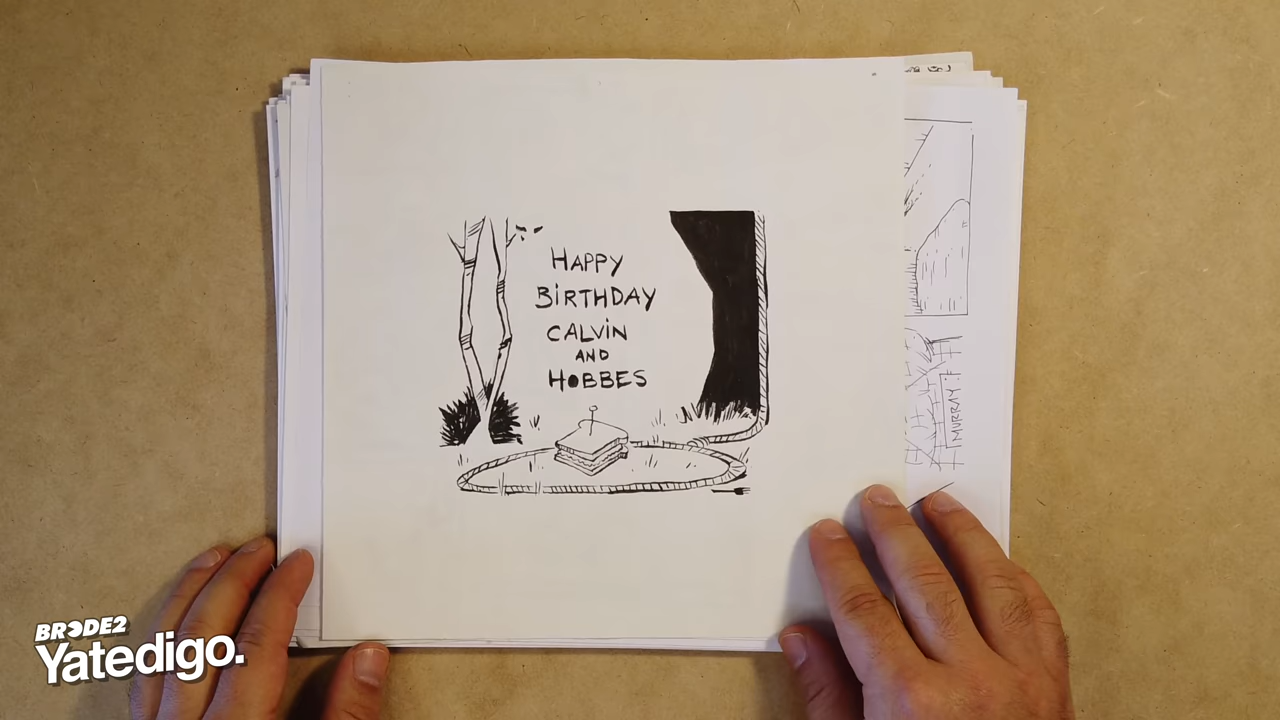 HAPPY
BiRTHDAY
CALViN
AND
HOBBES
MURRAY
BRODE2
Yatedigo.